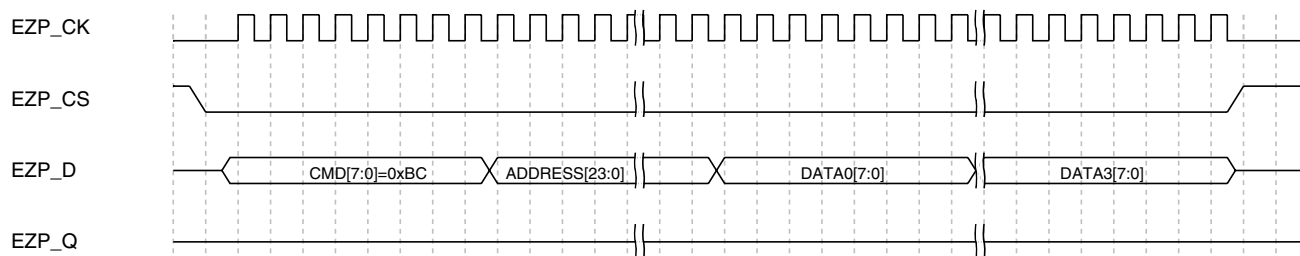 EZP_CK
EZP_CS
EZP_D
CMD[7:0]=0xBC
ADDRESS[23:0]
DATA0[7:0]
DATA3[7:0]
EZP_Q